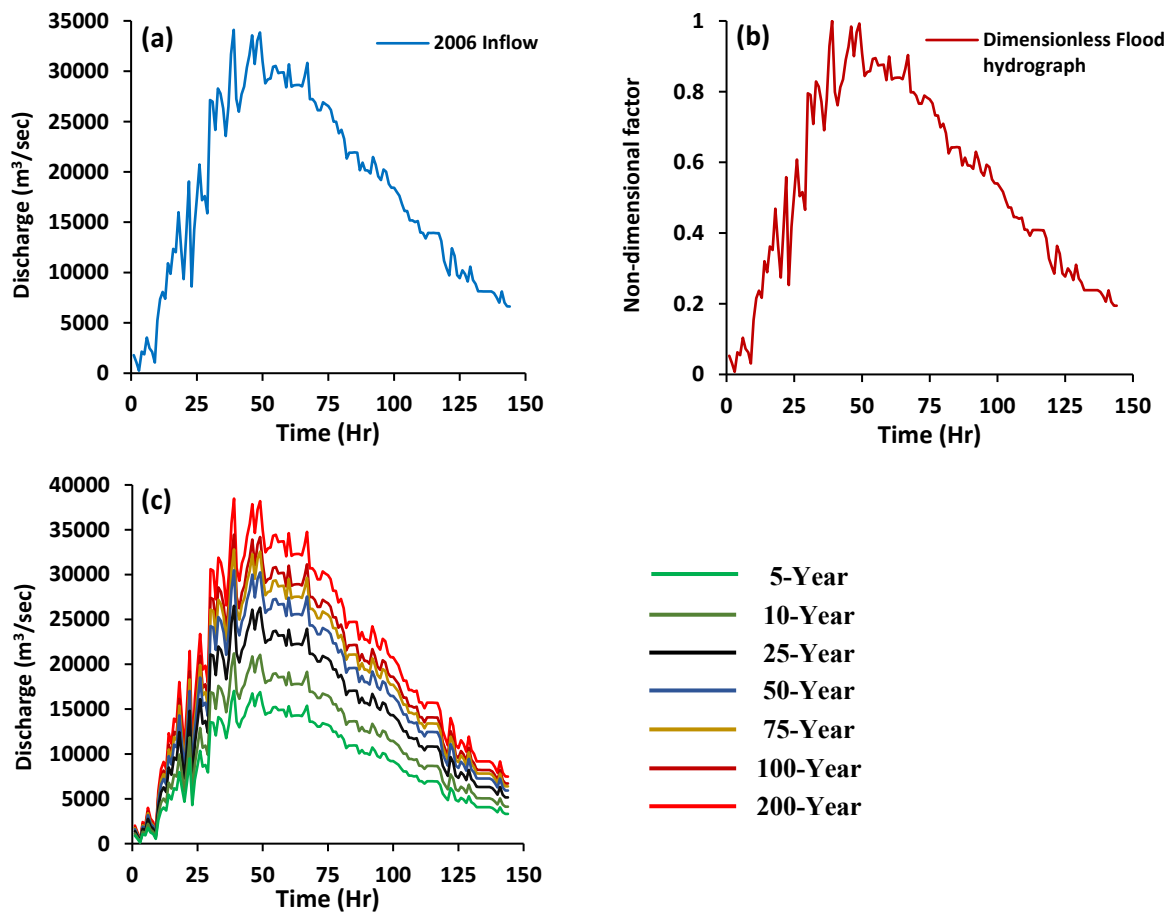 (a)
2006 Inflow
Discharge (m³/sec)
35000
30000
25000
20000
15000
10000
5000
0
0 25 50 75 100 125 150
Time (Hr)
(b)
Dimensionless Flood
hydrograph
Non-dimensional factor
1
0.8
0.6
0.4
0.2
0
0 25 50 75 100 125 150
Time (Hr)
(c)
Discharge (m³/sec)
40000
35000
30000
25000
20000
15000
10000
5000
0
0 25 50 75 100 125 150
Time (Hr)
5-Year
10-Year
25-Year
50-Year
75-Year
100-Year
200-Year